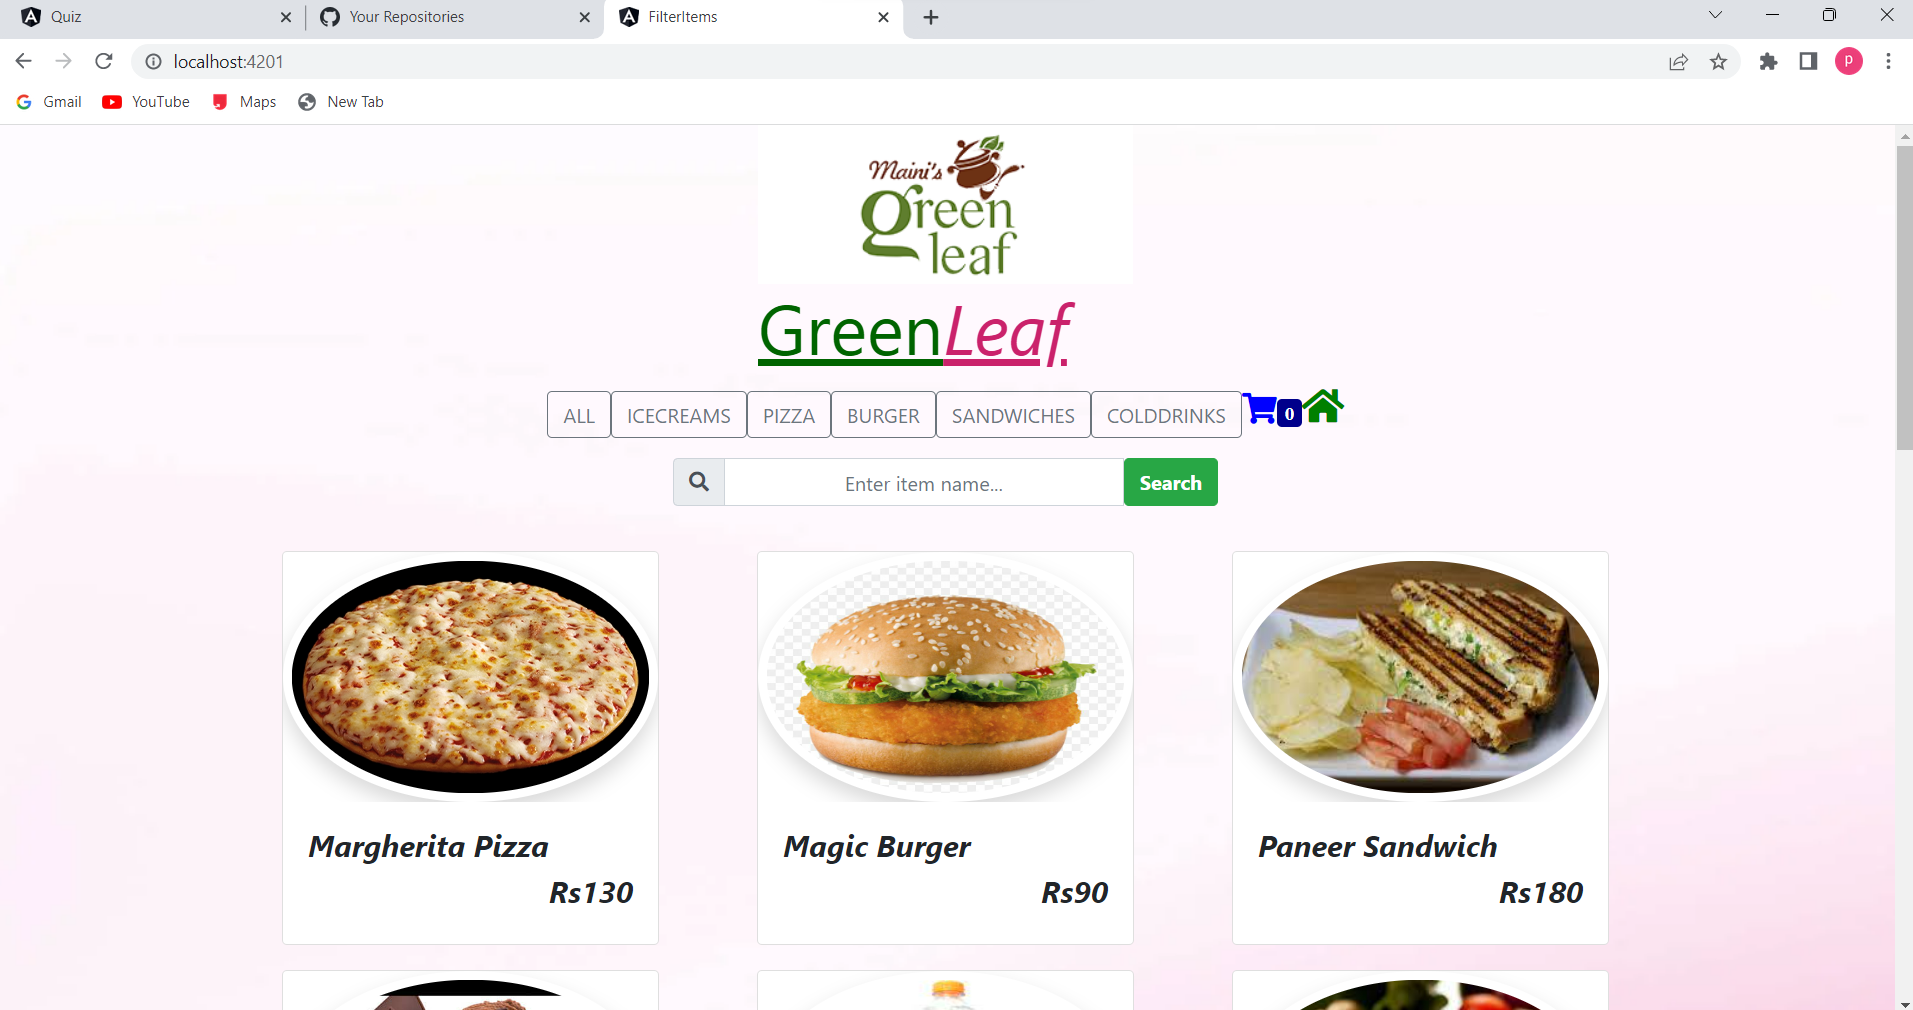 Quiz
Your Repositories
FilterItems
localhost:4201
P
Gmail
YouTube
Maps
New Tab
Maini's
green
leaf
GreenLeaf
ALL
ICECREAMS
PIZZA
BURGER
SANDWICHES
COLDDRINKS
0
Enter item name...
Search
Margherita Pizza
Rs130
Magic Burger
Rs90
Paneer Sandwich
Rs180